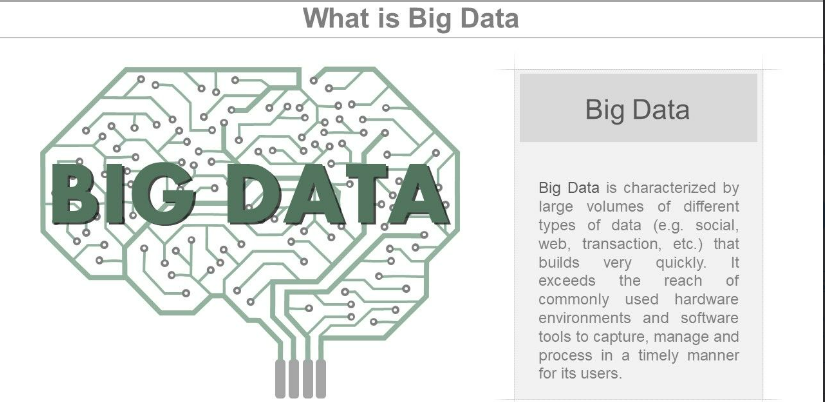 What is Big Data
BIG DATA
Big Data
Big Data is characterized by
large volumes of different
types of data (e.g. social,
web, transaction, etc.) that
builds very quickly. It
exceeds the reach of
commonly used hardware
environments and software
tools to capture, manage and
process in a timely manner
for its users.